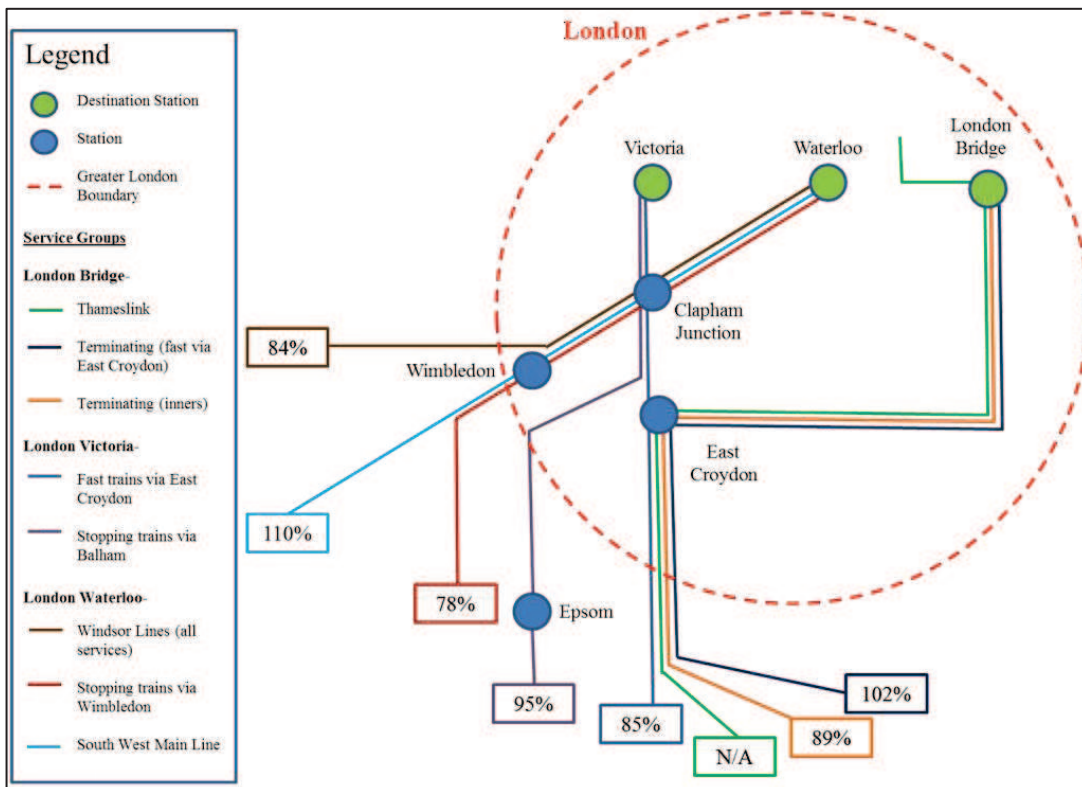 Legend
Destination Station
Station
Greater London
Boundary
Service Groups
London Bridge-
Thameslink
Terminating (fast via
East Croydon)
Terminating (inners)
London Victoria-
Fast trains via East
Croydon
Stopping trains via
Balham
London Waterloo-
Windsor Lines (all
services)
Stopping trains via
Wimbledon
South West Main Line
London
Victoria
Waterloo
London
Bridge
Clapham
Junction
Wimbledon
East
Croydon
Epsom
84%
110%
78%
95%
85%
N/A
89%
102%